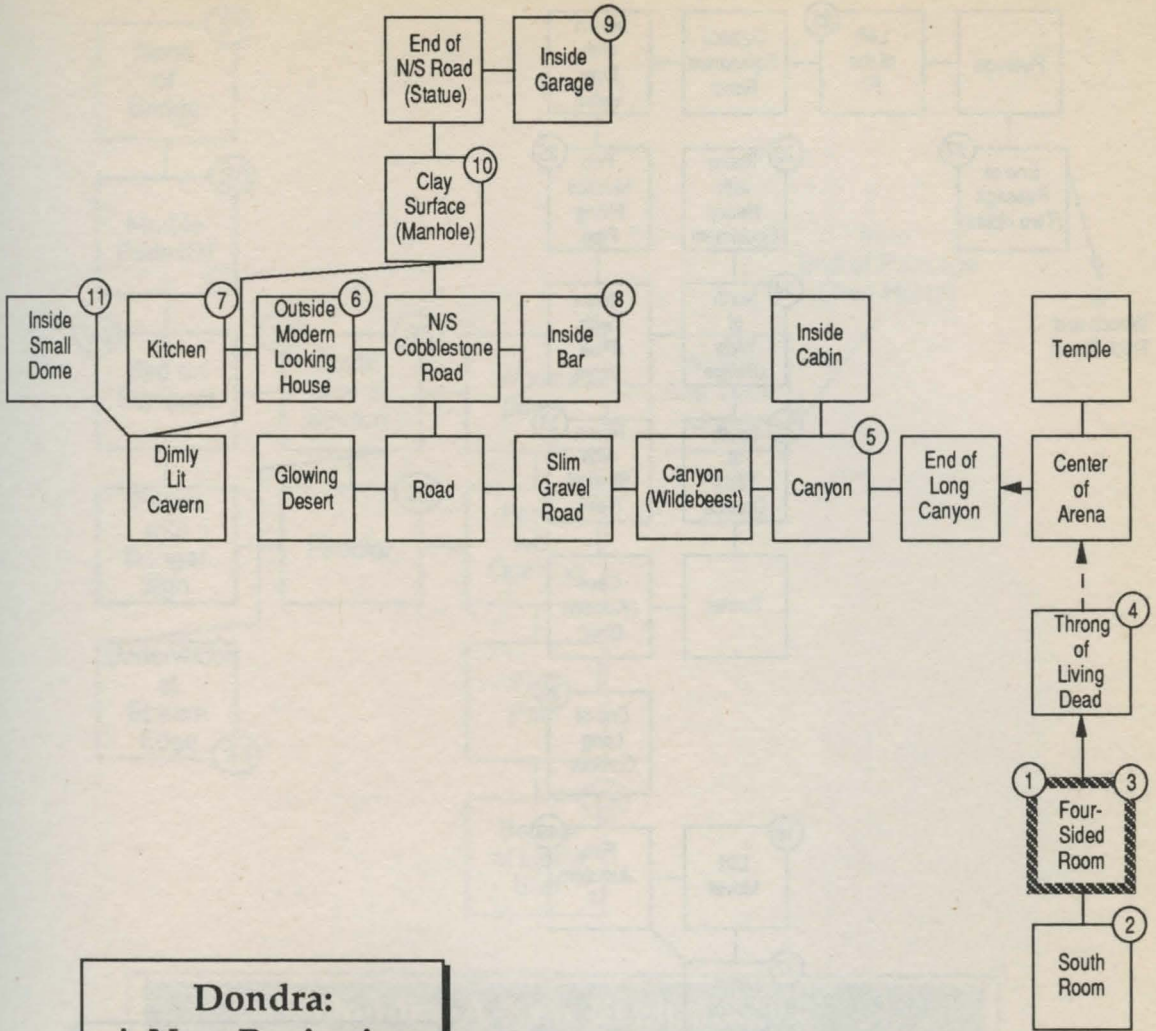 9
End of
N/S Road
(Statue)
Inside
Garage
10
Clay
Surface
(Manhole)
11
Inside
Small
Dome
7
Kitchen
6
Outside
Modern
Looking
House
N/S
Cobblestone
Road
8
Inside
Bar
Inside
Cabin
Temple
Dimly
Lit
Cavern
Glowing
Desert
Road
Slim
Gravel
Road
Canyon
(Wildebeest)
5
Canyon
End of
Long
Canyon
Center
of
Arena
4
Throng
of
Living
Dead
1
3
Four-
Sided
Room
2
South
Room
Dondra: